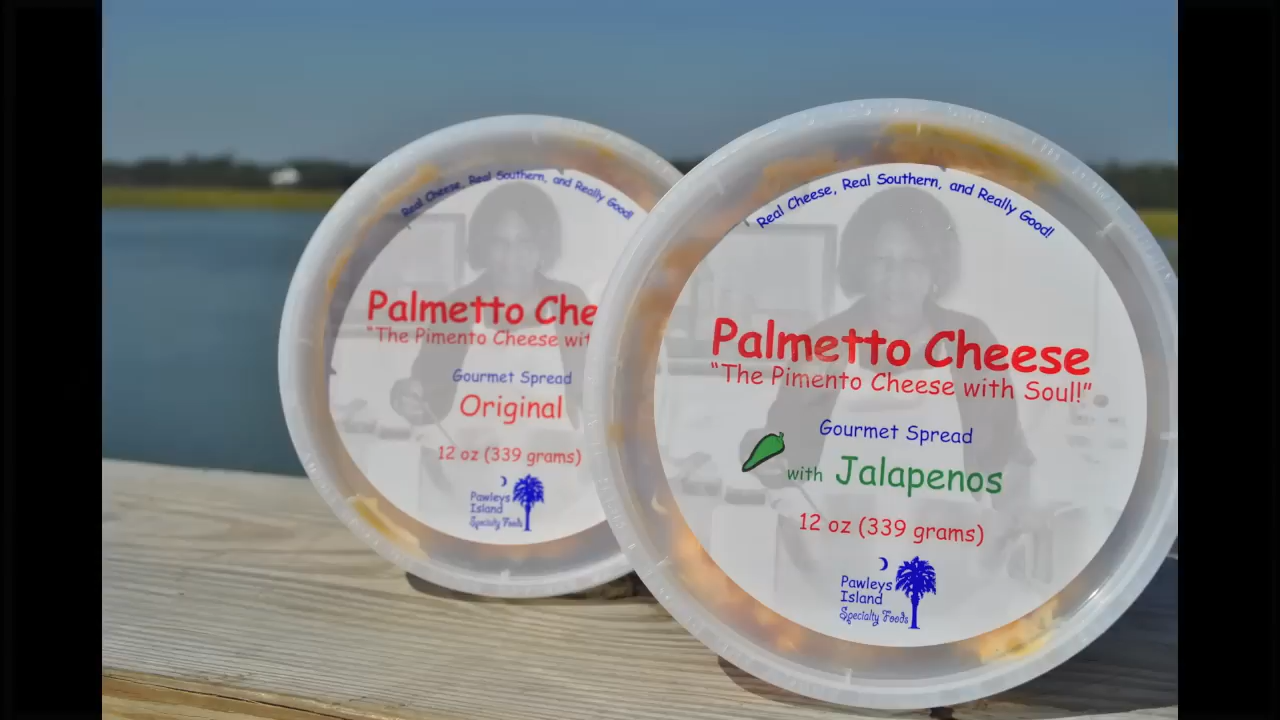 Real Cheese, Real Southern, and Really Good!
Palmetto Che
"The Pimento Cheese wit
Gourmet Spread
Original
12 oz (339 grams)
Pawleys
Island
Specialty Foods
Real Cheese, Real Southern, and Really Good!
Palmetto Cheese
"The Pimento Cheese with Soul!"
Gourmet Spread
with Jalapenos
12 oz (339 grams)
Pawleys
Island
Specialty Foods